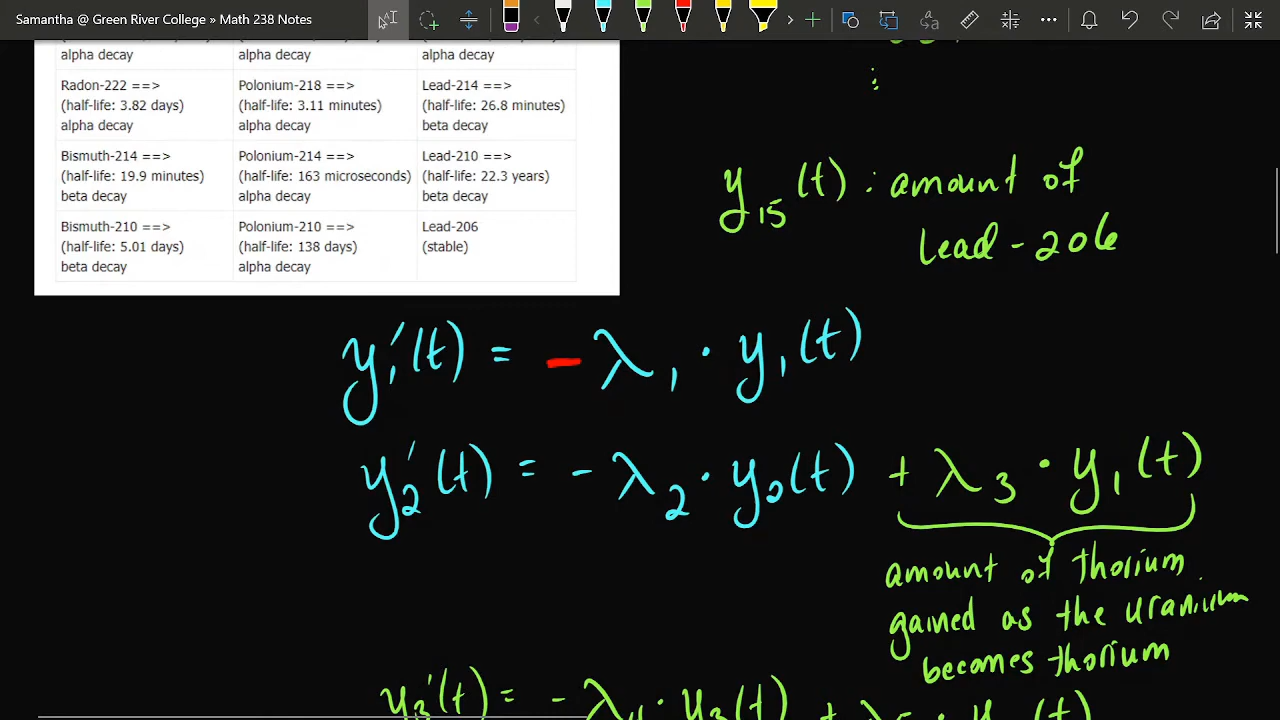 Samantha @ Green River College » Math 238 Notes
alpha decay alpha decay alpha decay
Radon-222 ==> Polonium-218 ==> Lead-214 ==>
(half-life: 3.82 days) (half-life: 3.11 minutes) (half-life: 26.8 minutes)
alpha decay alpha decay beta decay
Bismuth-214 ==> Polonium-214 ==> Lead-210 ==>
(half-life: 19.9 minutes) (half-life: 163 microseconds) (half-life: 22.3 years)
beta decay alpha decay beta decay
Bismuth-210 ==> Polonium-210 ==> Lead-206
(half-life: 5.01 days) (half-life: 138 days) (stable)
beta decay alpha decay
y₁₅(t) : amount of
lead-206
y₁'(t) = -λ₁ · y₁(t)
y₂'(t) = -λ₂ · y₂(t) + λ₃ · y₁(t)
amount of thorium
gained as the uranium
becomes thorium
y₃'(t) = -λ₄ · y₃(t) + λ₅ ·